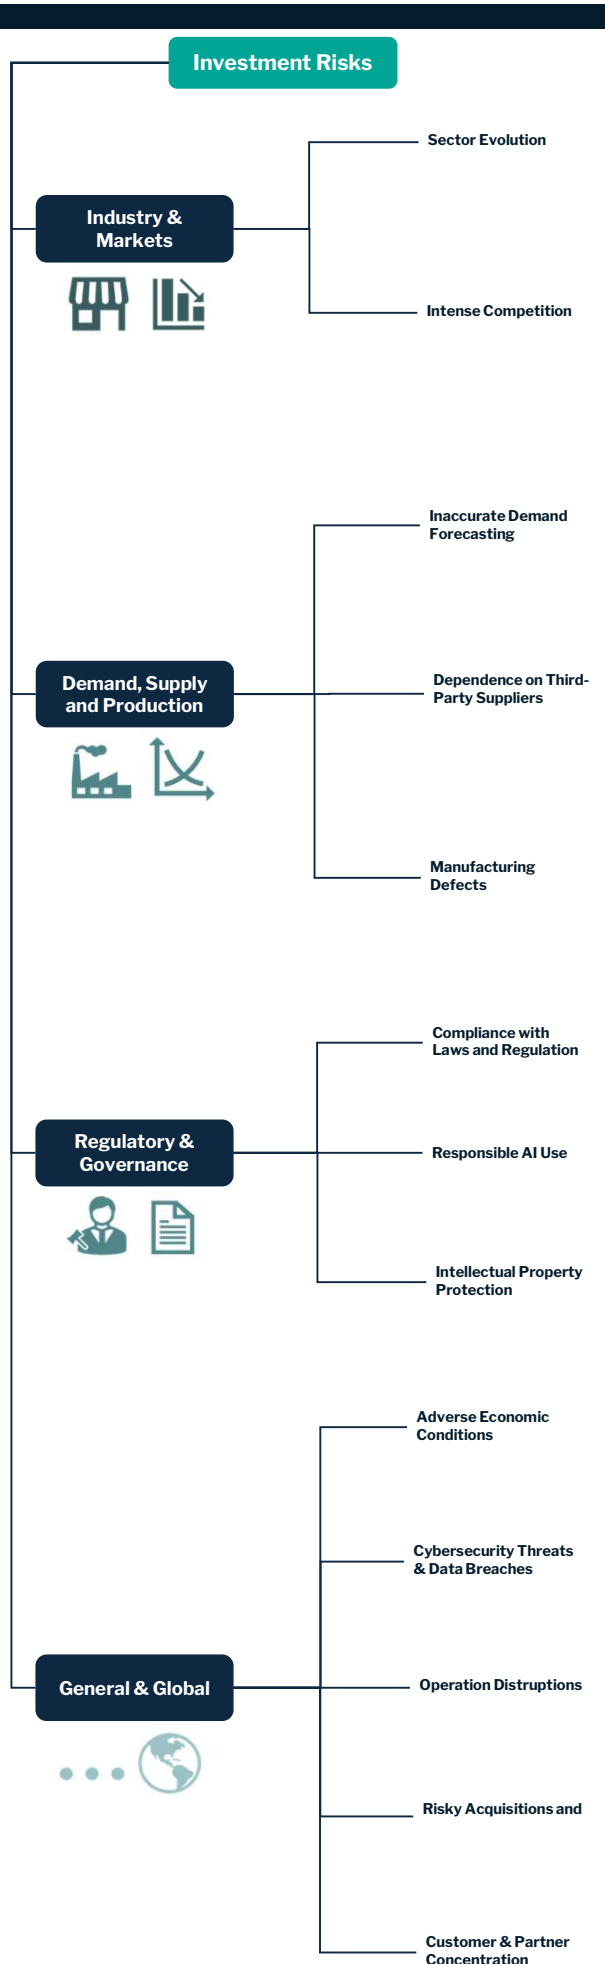 Investment Risks
Sector Evolution
Industry &
Markets
Intense Competition
Inaccurate Demand
Forecasting
Demand, Supply
and Production
Dependence on Third-
Party Suppliers
Manufacturing
Defects
Compliance with
Laws and Regulation
Regulatory &
Governance
Responsible AI Use
Intellectual Property
Protection
Adverse Economic
Conditions
Cybersecurity Threats
& Data Breaches
General & Global
Operation Distruptions
Risky Acquisitions and
Customer & Partner
Concentration